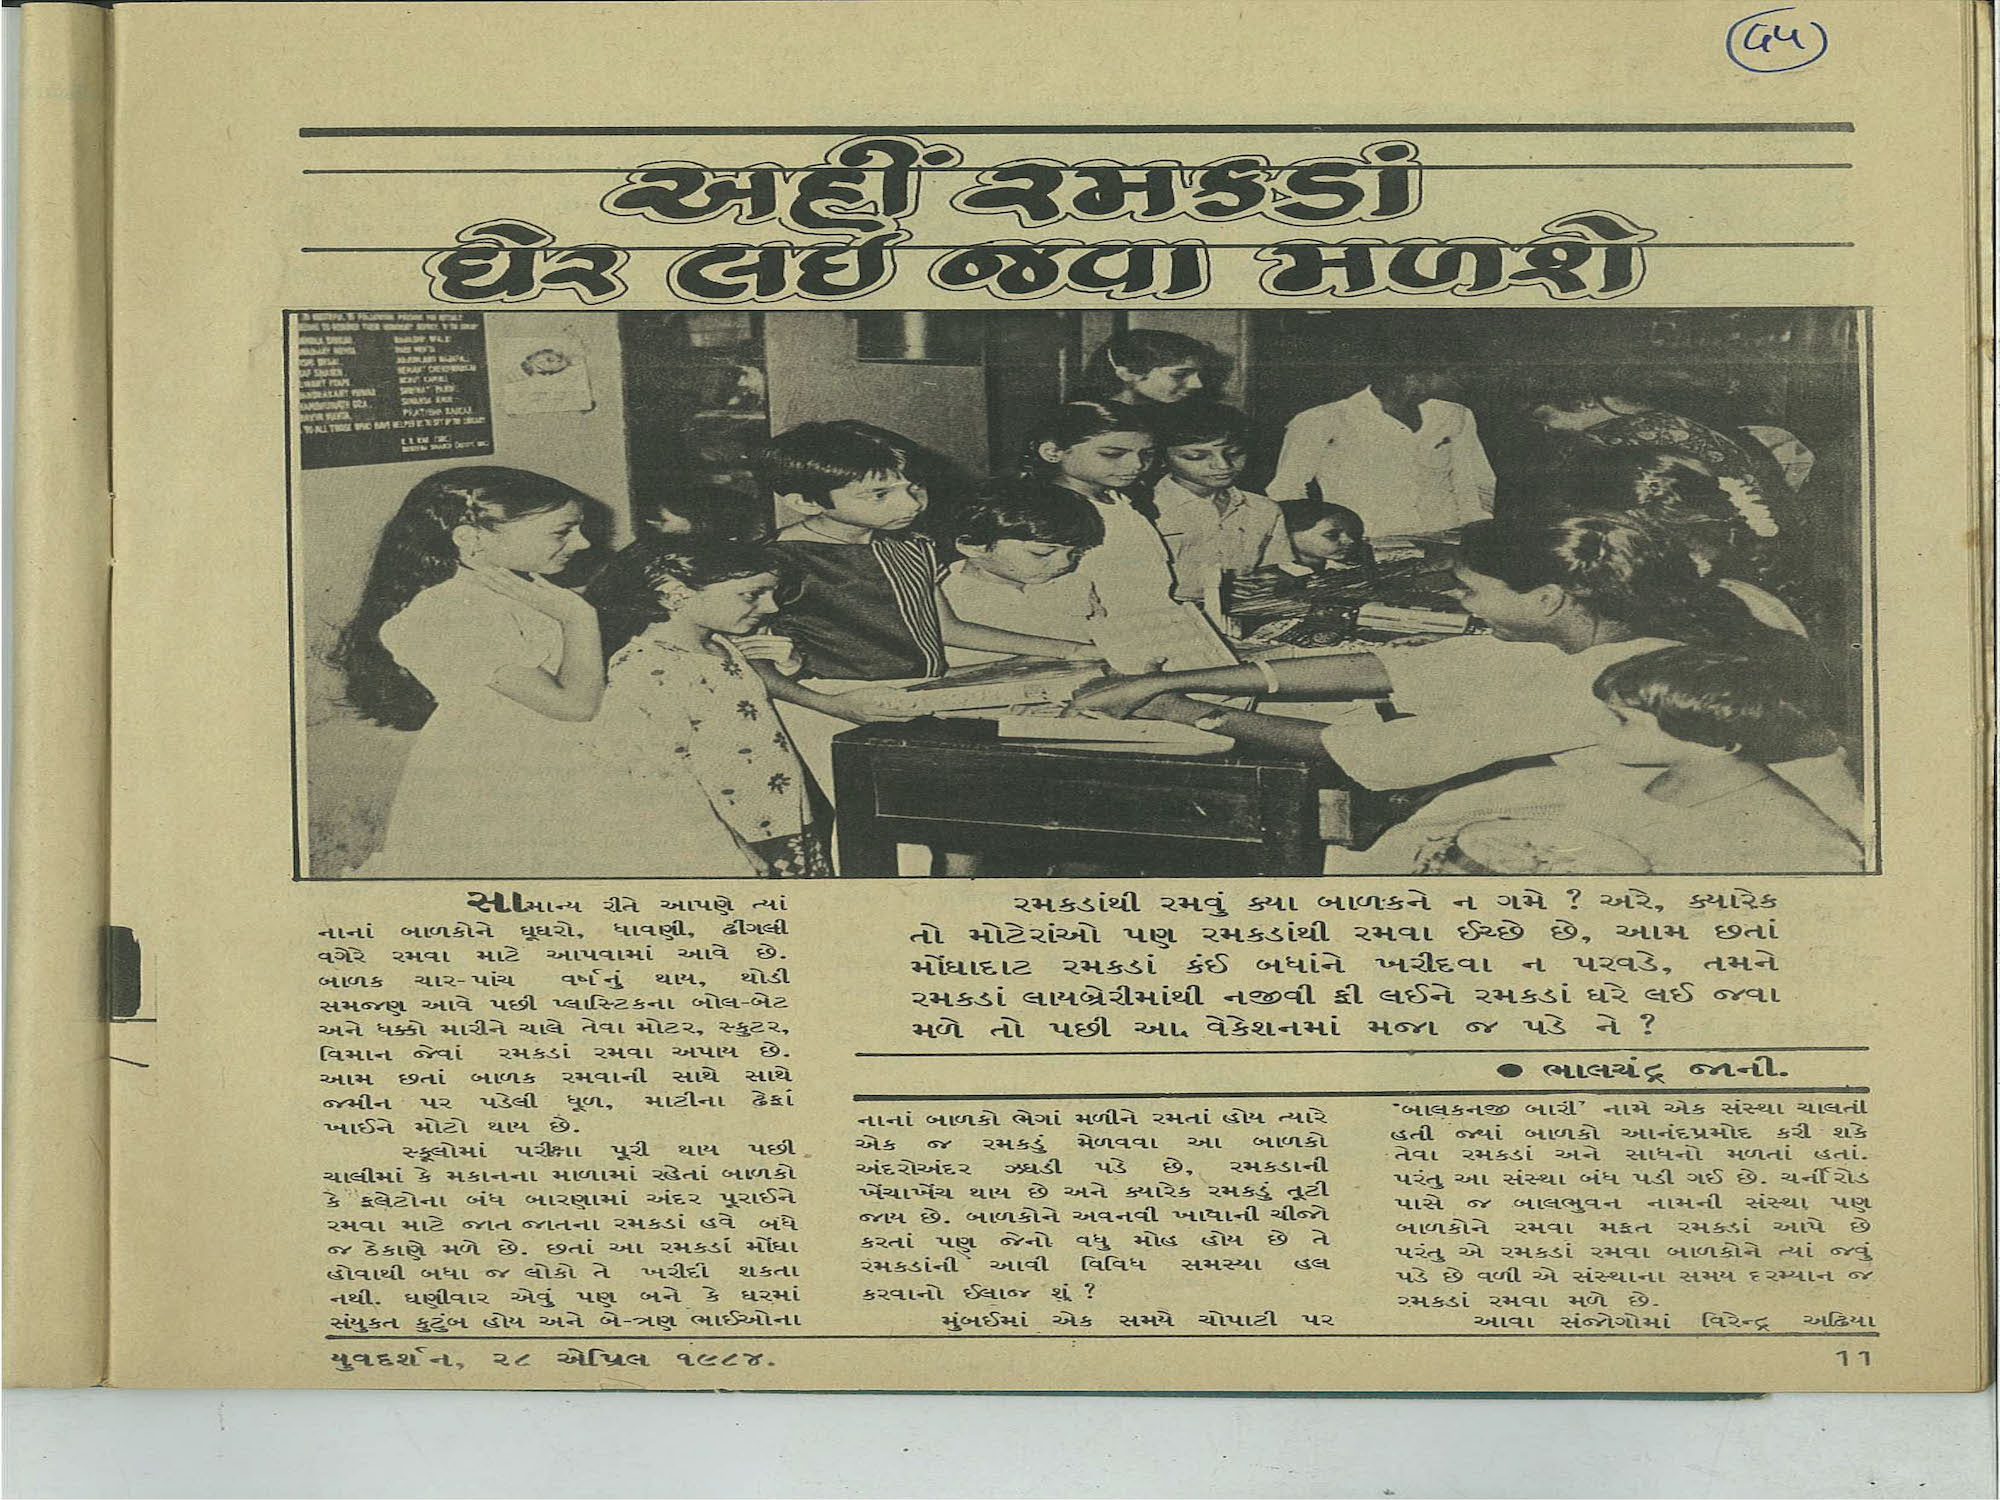 ૫૫
અહીં રમકડાં
ઘેર લઈ જવા મળશે
સામાન્ય રીતે આપણે ત્યાં
નાનાં બાળકોને ઘૂઘરો, ધાવણી, ઢીંગલી
વગેરે રમવા માટે આપવામાં આવે છે.
બાળક ચાર-પાંચ વર્ષનું થાય, થોડી
સમજણ આવે પછી પ્લાસ્ટિકના બોલ-બેટ
અને ધક્કો મારીને ચાલે તેવા મોટર, સ્કુટર,
વિમાન જેવાં રમકડાં રમવા અપાય છે.
આમ છતાં બાળક રમવાની સાથે સાથે
જમીન પર પડેલી ધૂળ, માટીના ઢેફાં
ખાઈને મોટો થાય છે.
સ્કૂલોમાં પરીક્ષા પૂરી થાય પછી
ચાલીમાં કે મકાનના માળામાં રહેતાં બાળકો
કે ફ્લેટોના બંધ બારણામાં અંદર પૂરાઈને
રમવા માટે જાત જાતના રમકડાં હવે બધે
જ ઠેકાણે મળે છે. છતાં આ રમકડાં મોંઘા
હોવાથી બધા જ લોકો તે ખરીદી શકતા
નથી. ઘણીવાર એવું પણ બને કે ઘરમાં
સંયુકત કુટુંબ હોય અને બે-ત્રણ ભાઈઓના
રમકડાંથી રમવું ક્યા બાળકને ન ગમે ? અરે, ક્યારેક
તો મોટેરાંઓ પણ રમકડાંથી રમવા ઈચ્છે છે, આમ છતાં
મોંઘાદાટ રમકડાં કંઈ બધાંને ખરીદવા ન પરવડે, તમને
રમકડાં લાયબ્રેરીમાંથી નજીવી ફી લઈને રમકડાં ઘરે લઈ જવા
મળે તો પછી આ વેકેશનમાં મજા જ પડે ને ?
● ભાલચંદ્ર જાની.
નાનાં બાળકો ભેગાં મળીને રમતાં હોય ત્યારે
એક જ રમકડું મેળવવા આ બાળકો
અંદરોઅંદર ઝઘડી પડે છે, રમકડાની
ખેંચાખેંચ થાય છે અને ક્યારેક રમકડું તૂટી
જાય છે. બાળકોને અવનવી ખાવાની ચીજો
કરતાં પણ જેનો વધુ મોહ હોય છે તે
રમકડાંની આવી વિવિધ સમસ્યા હલ
કરવાનો ઈલાજ શું ?
મુંબઈમાં એક સમયે ચોપાટી પર
'બાલકનજી બારી' નામે એક સંસ્થા ચાલતી
હતી જ્યાં બાળકો આનંદપ્રમોદ કરી શકે
તેવા રમકડાં અને સાધનો મળતાં હતાં.
પરંતુ આ સંસ્થા બંધ પડી ગઈ છે. ચર્નીરોડ
પાસે જ બાલભુવન નામની સંસ્થા પણ
બાળકોને રમવા મફત રમકડાં આપે છે
પરંતુ એ રમકડાં રમવા બાળકોને ત્યાં જવું
પડે છે વળી એ સંસ્થાના સમય દરમ્યાન જ
રમકડાં રમવા મળે છે.
આવા સંજોગોમાં વિરેન્દ્ર અઢિયા
યુવદર્શન, ૨૮ એપ્રિલ ૧૯૮૪.
11